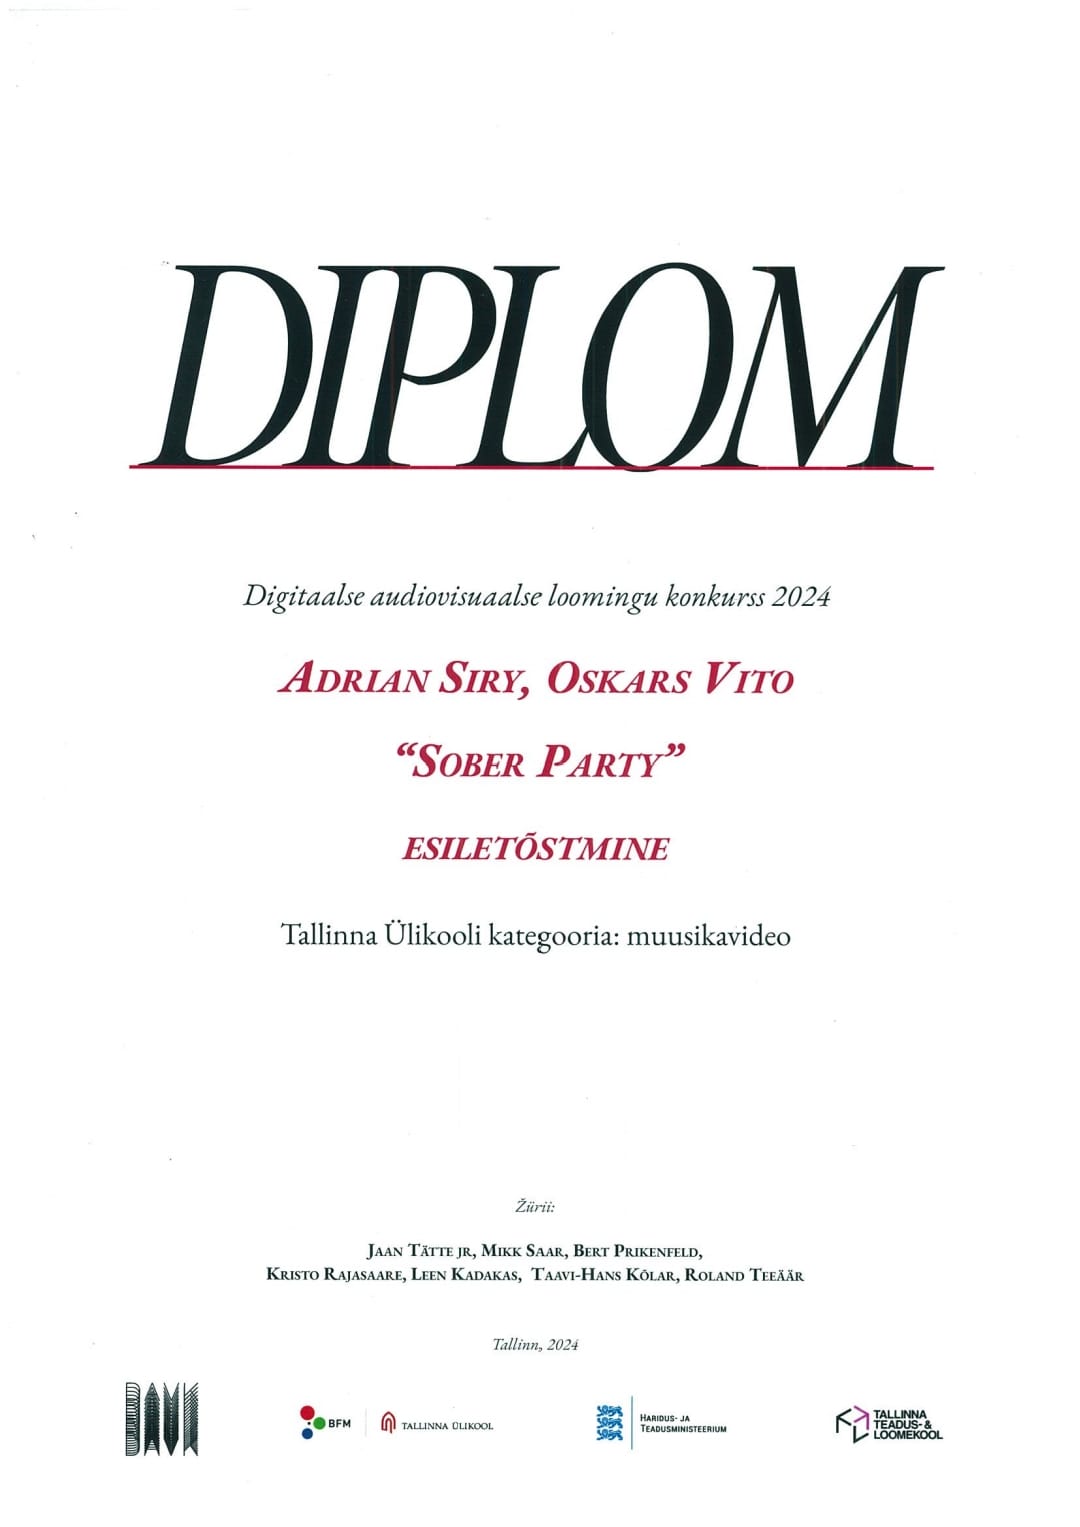 DIPLOM
Digitaalse audiovisuaalse loomingu konkurss 2024
ADRIAN SIRY, OSKARS VITO
“SOBER PARTY”
ESILETÕSTMINE
Tallinna Ülikooli kategooria: muusikavideo
Žürii:
JAAN TÄTTE JR, MIKK SAAR, BERT PRIKENFELD,
KRISTO RAJASAARE, LEEN KADAKAS, TAAVI-HANS KÕLAR, ROLAND TEEÄÄR
Tallinn, 2024
DAVK
BFM
TALLINNA ÜLIKOOL
HARIDUS- JA
TEADUSMINISTEERIUM
TALLINNA
TEADUS- &
LOOMEKOOL